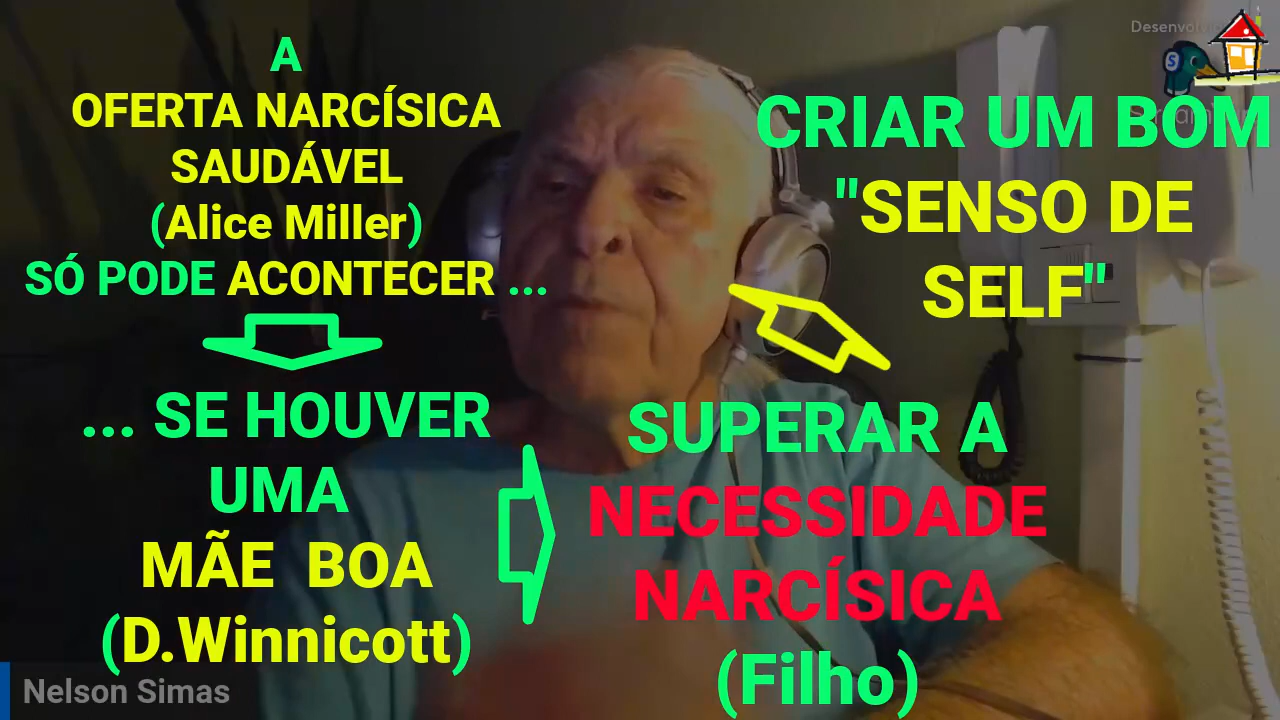 A
OFERTA NARCÍSICA
SAUDÁVEL
(Alice Miller)
SÓ PODE ACONTECER ...
... SE HOUVER
UMA
MÃE BOA
(D.Winnicott)
SUPERAR A
NECESSIDADE
NARCÍSICA
(Filho)
CRIAR UM BOM
"SENSO DE
SELF"
Nelson Simas
S